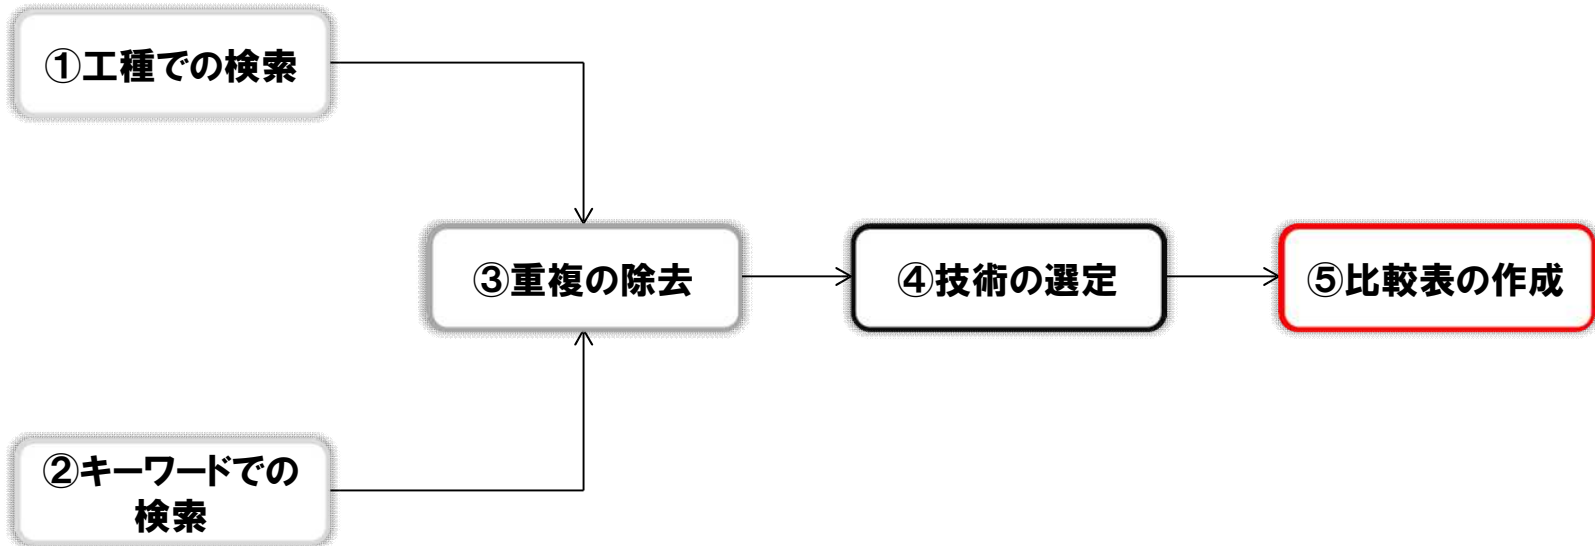 ①工種での検索
③重複の除去
④技術の選定
⑤比較表の作成
②キーワードでの
検索